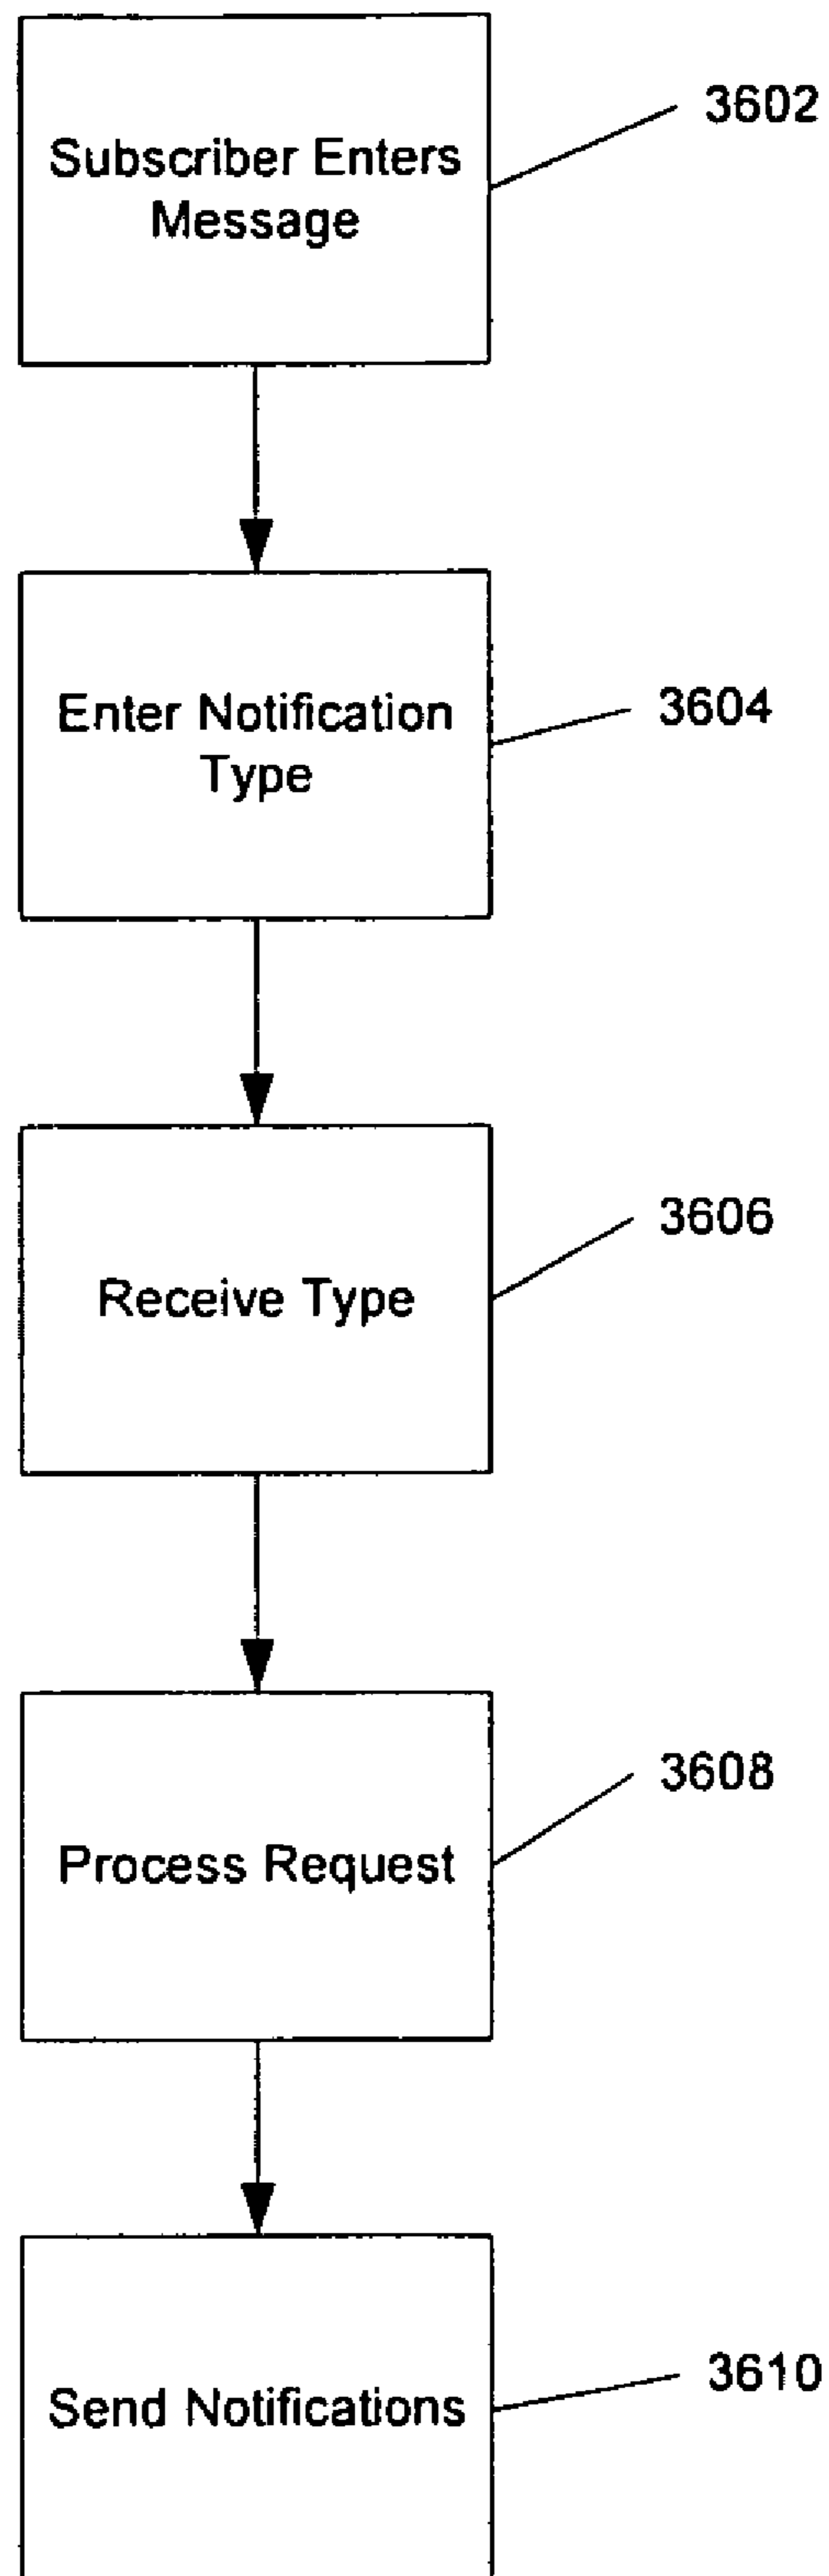 Subscriber Enters
Message
3602
Enter Notification
Type
3604
Receive Type
3606
Process Request
3608
Send Notifications
3610